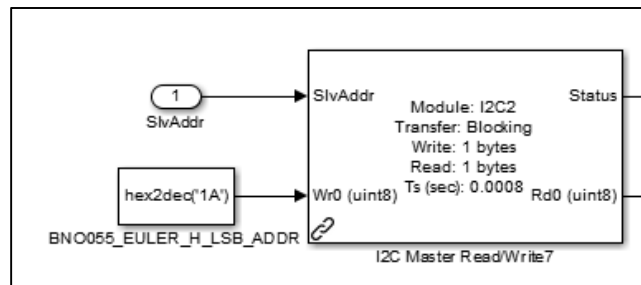 1
SlvAddr
hex2dec("1A")
BNO055_EULER_H_LSB_ADDR
SlvAddr
Wr0 (uint8)
Module: I2C2
Transfer: Blocking
Write: 1 bytes
Read: 1 bytes
Ts (sec): 0.0008
Status
Rd0 (uint8)
I2C Master Read/Write7